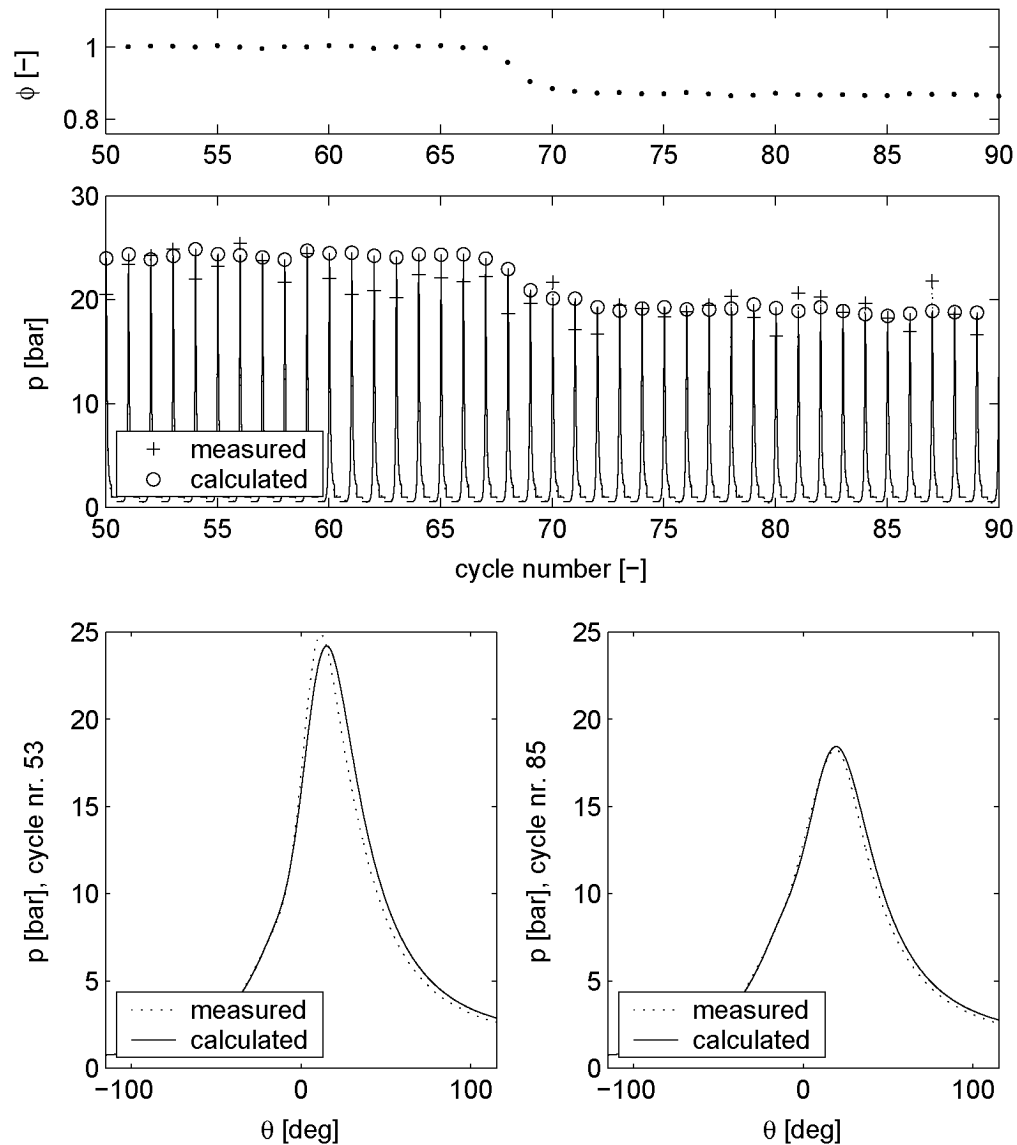 φ [−]
1
0.8
50 55 60 65 70 75 80 85 90
p [bar]
30
20
10
0
+ measured
○ calculated
50 55 60 65 70 75 80 85 90
cycle number [−]
p [bar], cycle nr. 53
25
20
15
10
5
0
measured
calculated
−100 0 100
θ [deg]
p [bar], cycle nr. 85
25
20
15
10
5
0
measured
calculated
−100 0 100
θ [deg]